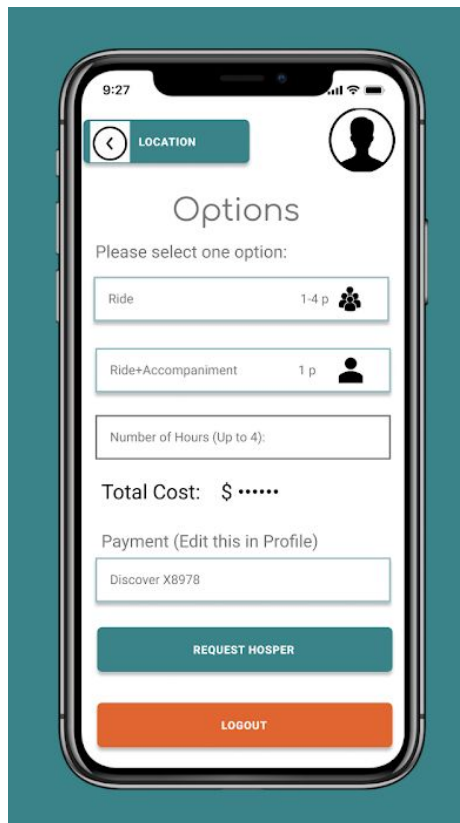 9:27
LOCATION
Options
Please select one option:
Ride 1-4 p
Ride+Accompaniment 1 p
Number of Hours (Up to 4):
Total Cost: $ ••••••
Payment (Edit this in Profile)
Discover X8978
REQUEST HOSPER
LOGOUT